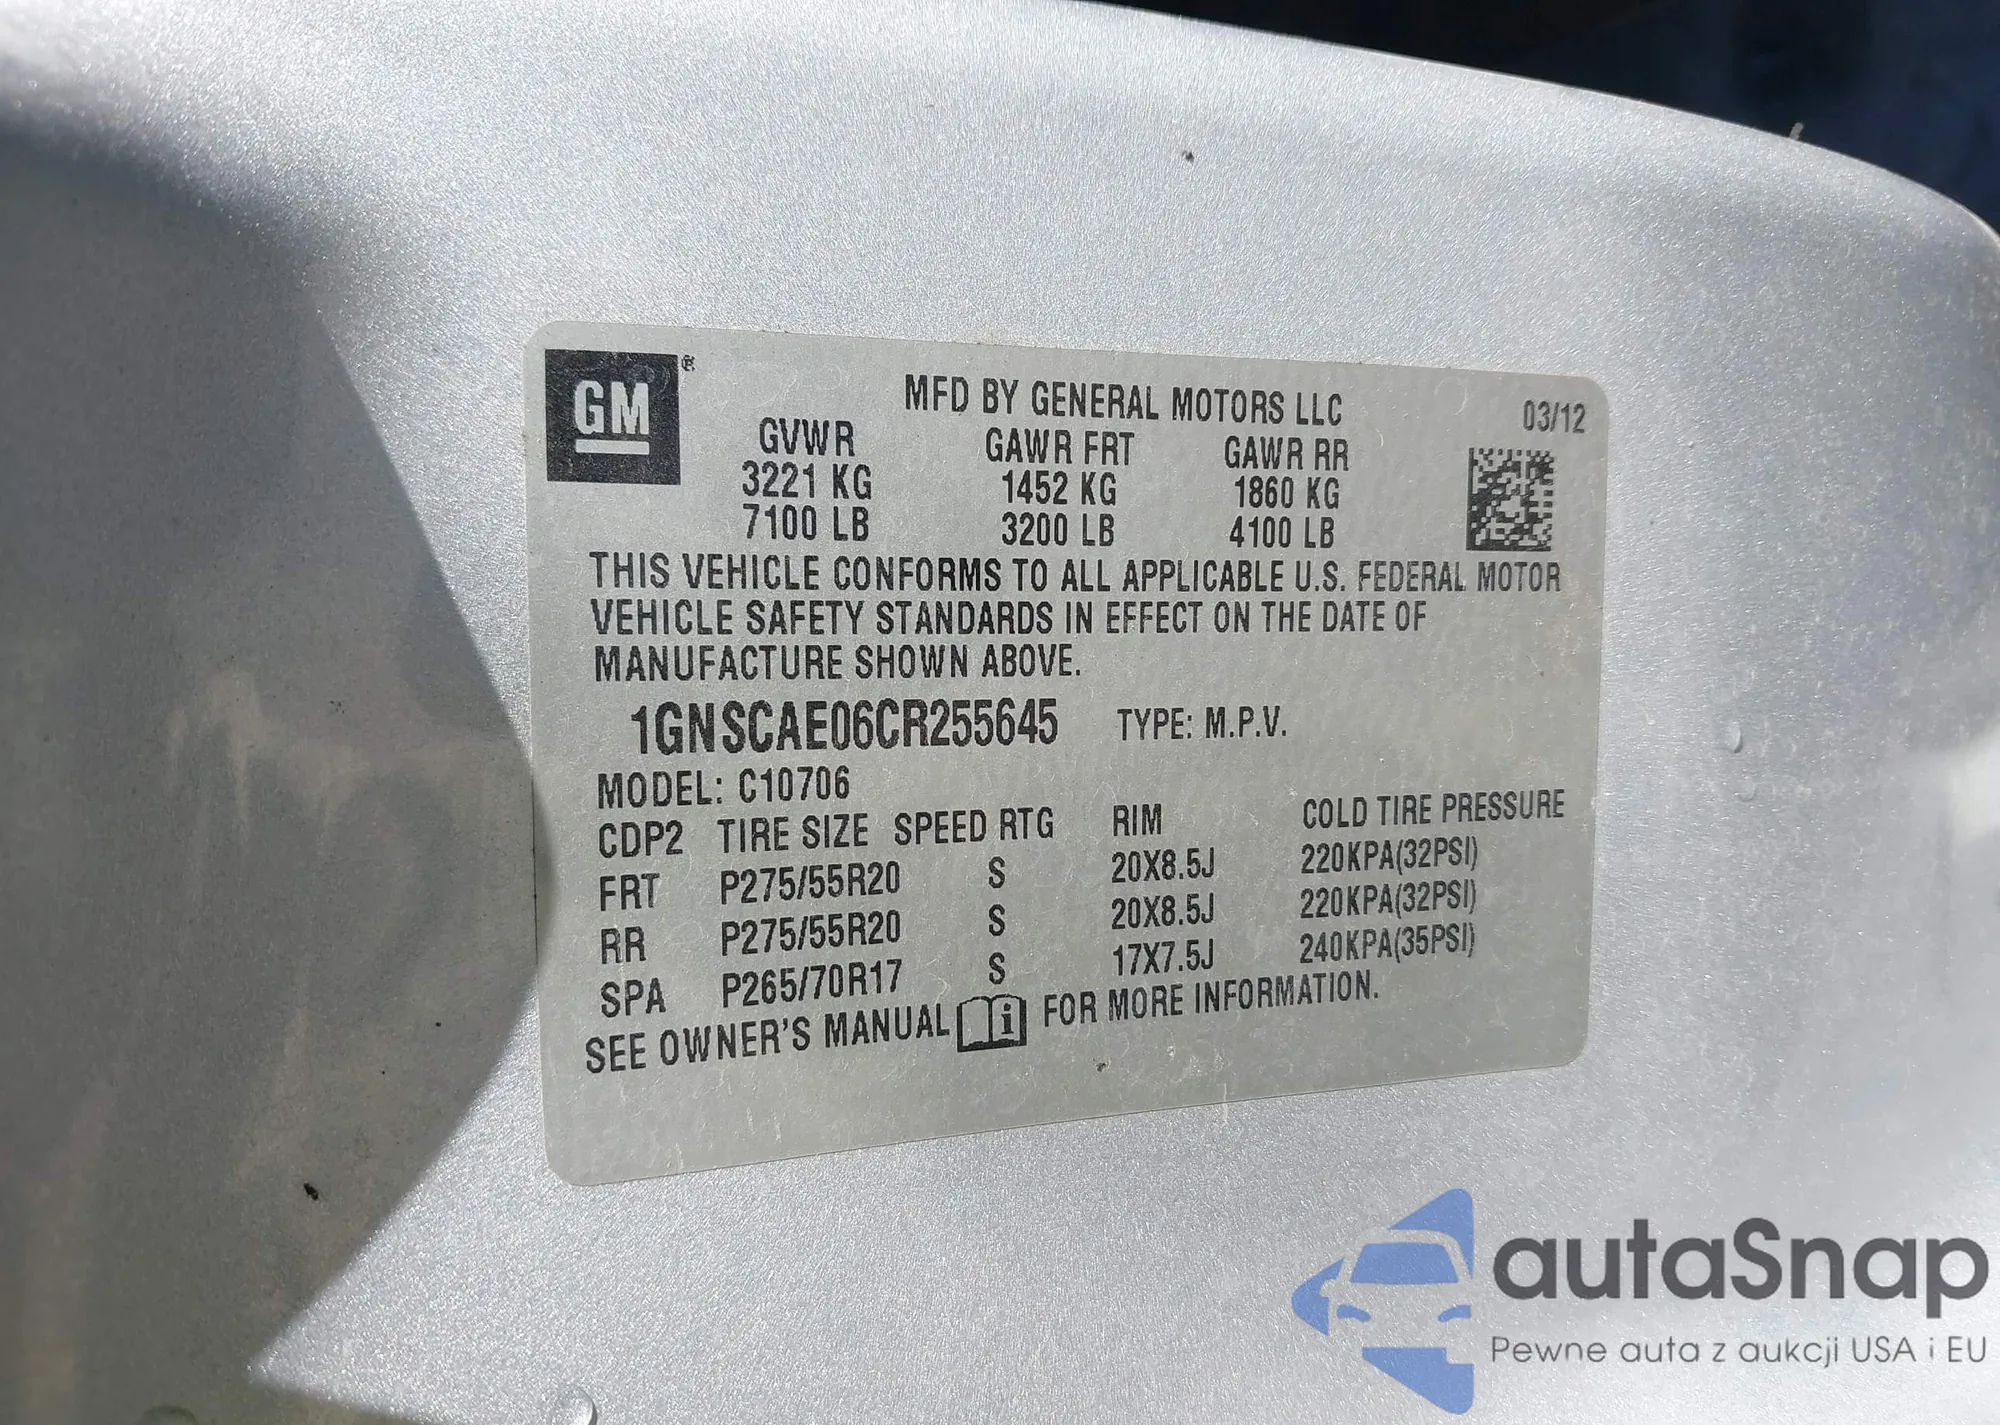 GM ®
MFD BY GENERAL MOTORS LLC 03/12
GVWR GAWR FRT GAWR RR
3221 KG 1452 KG 1860 KG
7100 LB 3200 LB 4100 LB
THIS VEHICLE CONFORMS TO ALL APPLICABLE U.S. FEDERAL MOTOR
VEHICLE SAFETY STANDARDS IN EFFECT ON THE DATE OF
MANUFACTURE SHOWN ABOVE.
1GNSCAE06CR255645 TYPE: M.P.V.
MODEL: C10706
CDP2 TIRE SIZE SPEED RTG RIM COLD TIRE PRESSURE
FRT P275/55R20 S 20X8.5J 220KPA(32PSI)
RR P275/55R20 S 20X8.5J 220KPA(32PSI)
SPA P265/70R17 S 17X7.5J 240KPA(35PSI)
SEE OWNER'S MANUAL i FOR MORE INFORMATION.
autaSnap
Pewne auta z aukcji USA i EU